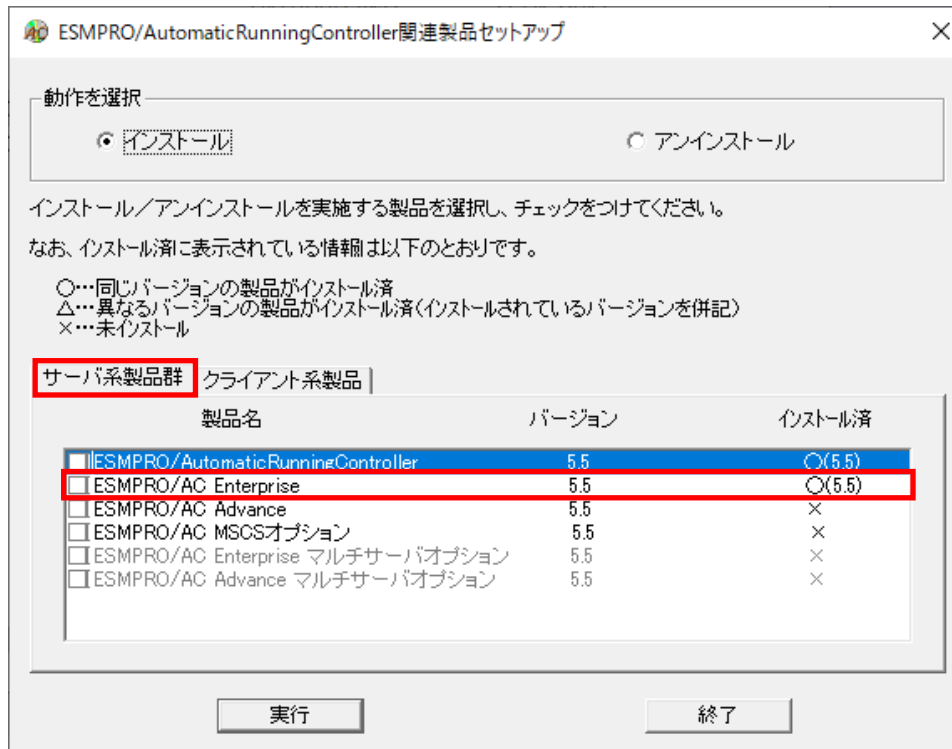 ESMPRO/AutomaticRunningController関連製品セットアップ
動作を選択
インストール
アンインストール
インストール／アンインストールを実施する製品を選択し、チェックをつけてください。
なお、インストール済に表示されている情報は以下のとおりです。
○…同じバージョンの製品がインストール済
△…異なるバージョンの製品がインストール済(インストールされているバージョンを併記)
×…未インストール
サーバ系製品群 クライアント系製品
製品名 バージョン インストール済
ESMPRO/AutomaticRunningController 5.5 ○(5.5)
ESMPRO/AC Enterprise 5.5 ○(5.5)
ESMPRO/AC Advance 5.5 ×
ESMPRO/AC MSCSオプション 5.5 ×
ESMPRO/AC Enterprise マルチサーバオプション 5.5 ×
ESMPRO/AC Advance マルチサーバオプション 5.5 ×
実行 終了